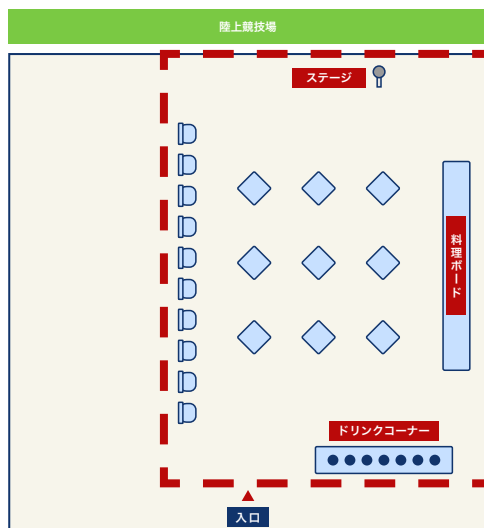 陸上競技場
ステージ
料理ボード
ドリンクコーナー
入口